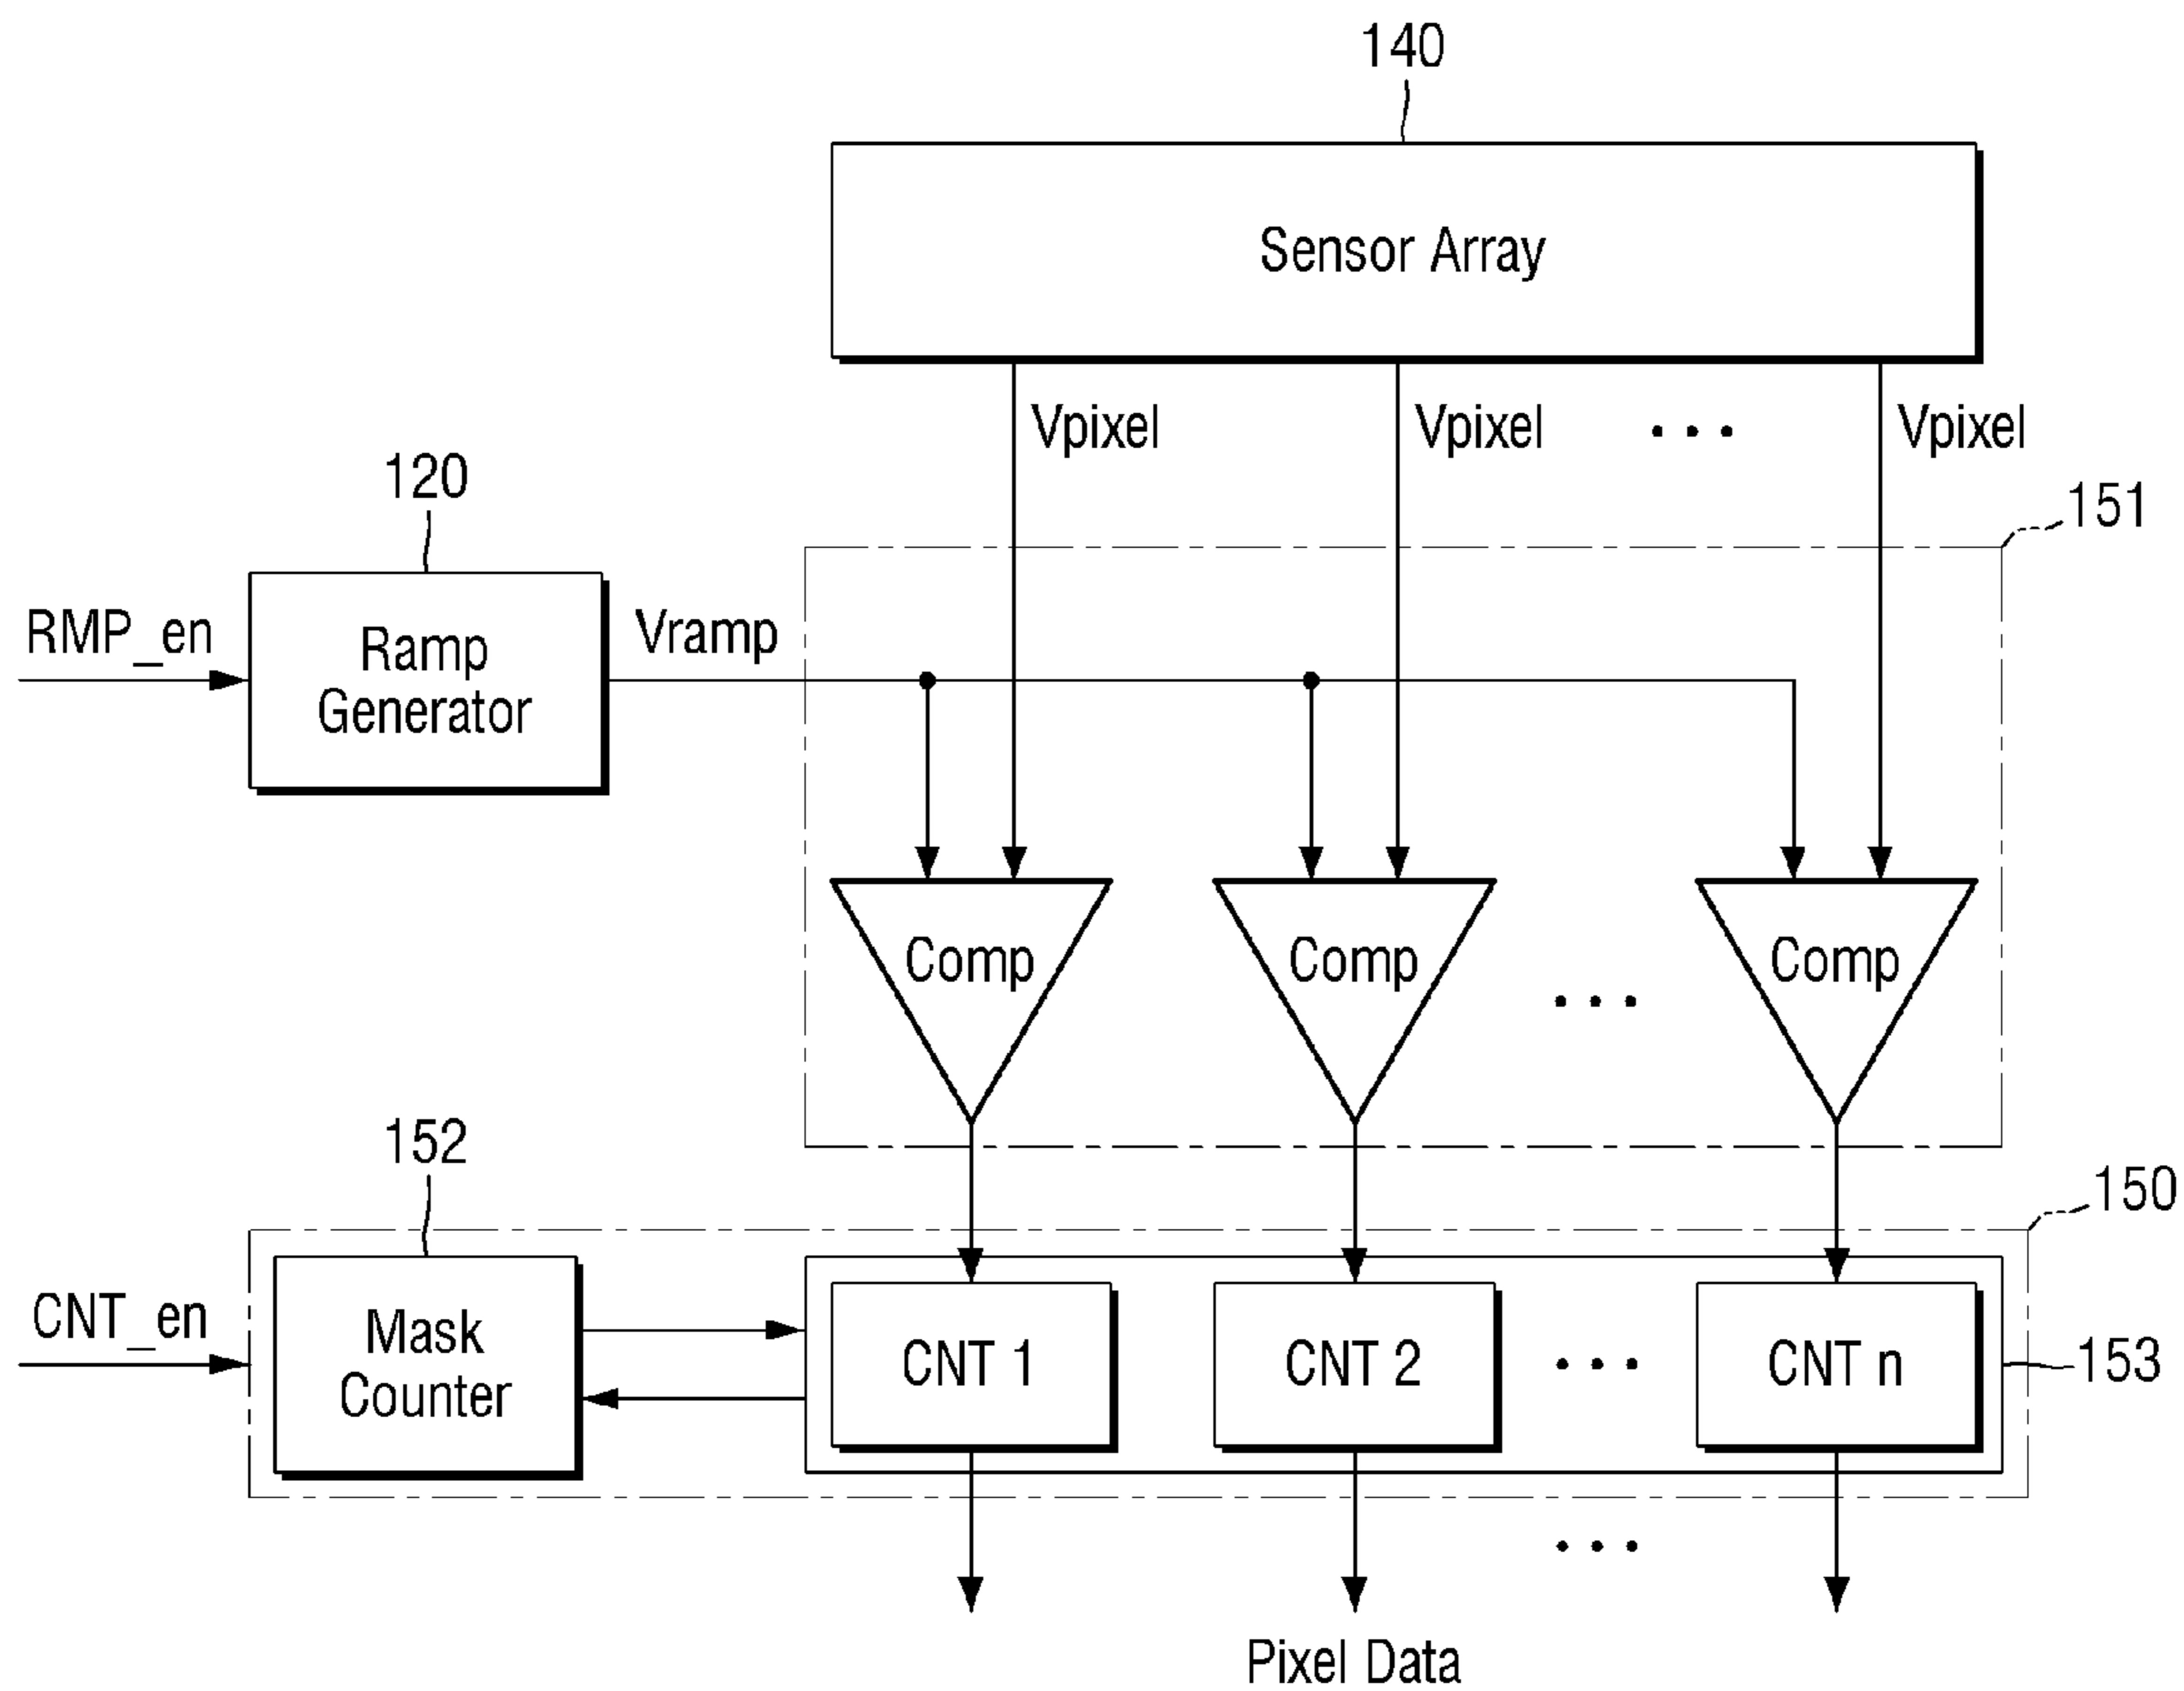 140
Sensor Array
Vpixel Vpixel ... Vpixel
120
151
RMP_en
Ramp
Generator
Vramp
Comp Comp ... Comp
152
150
CNT_en
Mask
Counter
CNT 1 CNT 2 ... CNT n
153
...
Pixel Data